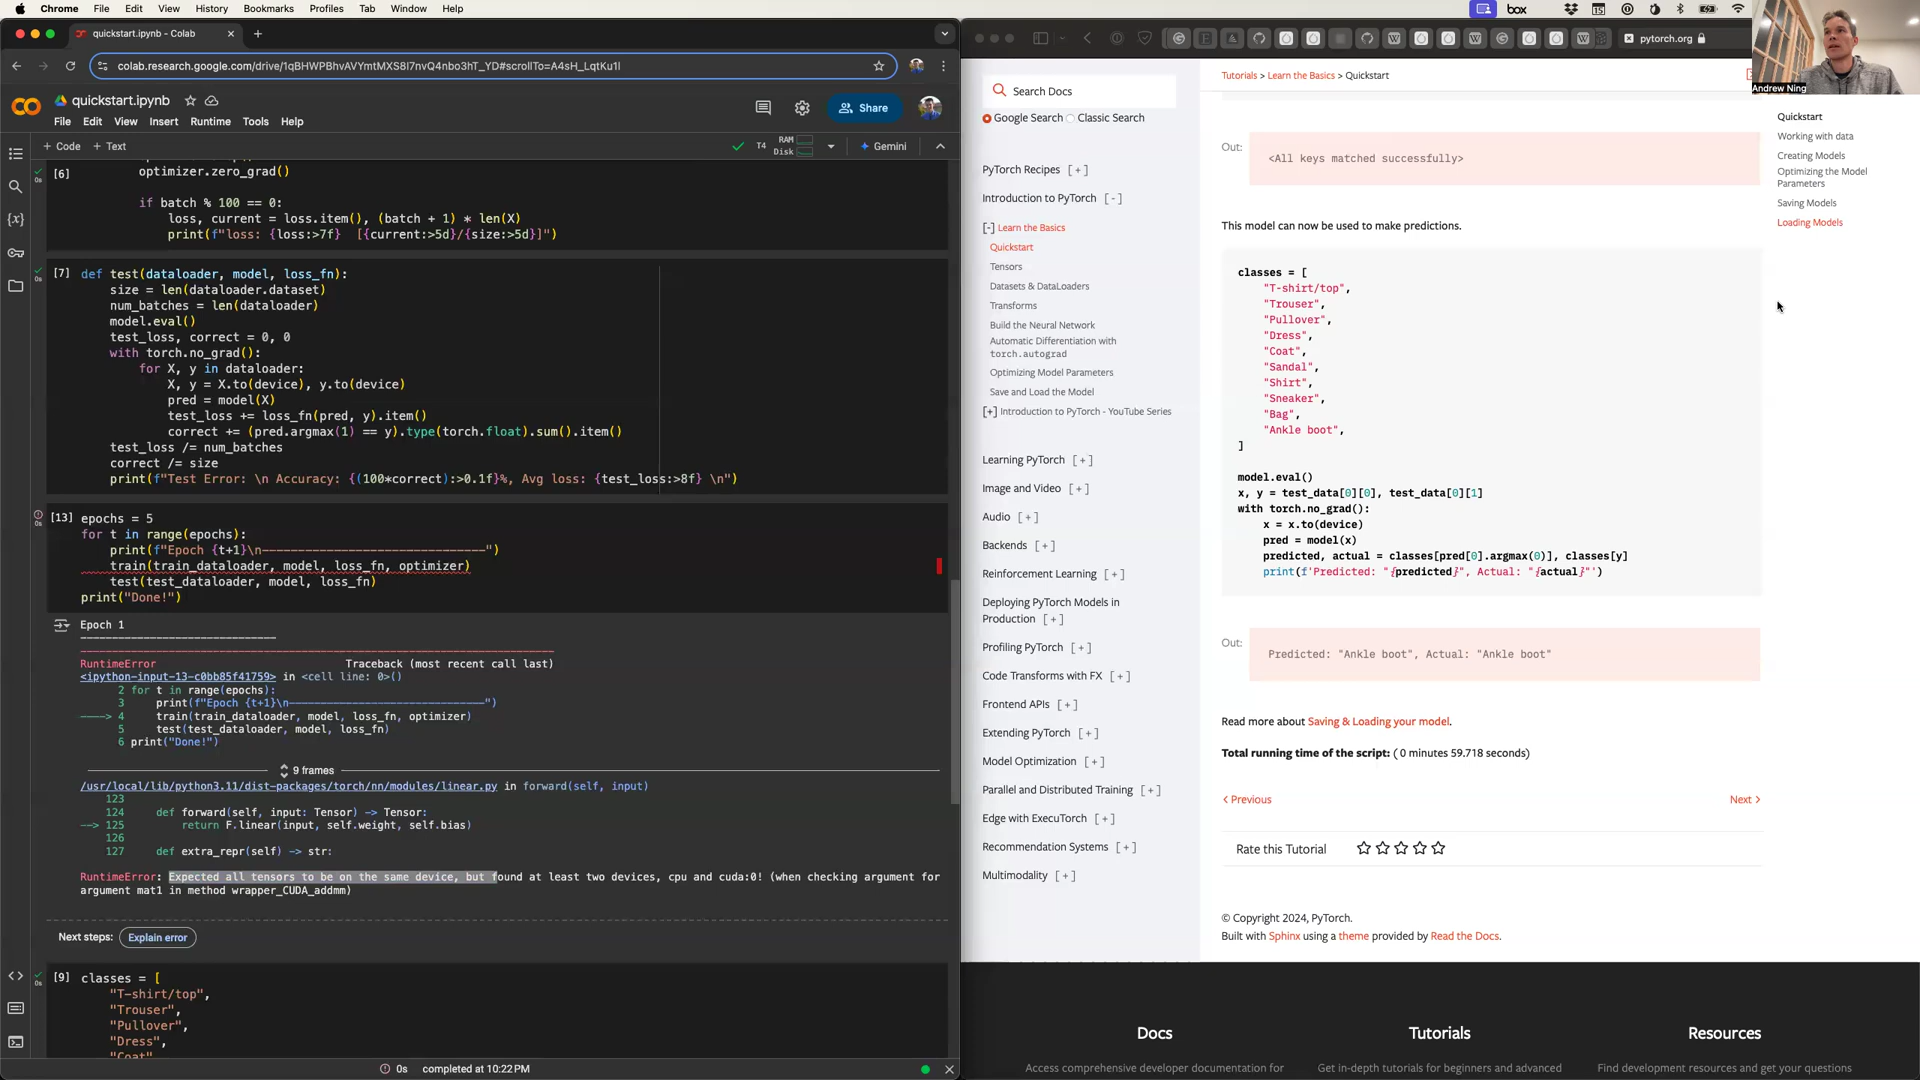 Chrome File Edit View History Bookmarks Profiles Tab Window Help
box
15
quickstart.ipynb - Colab
colab.research.google.com/drive/1qBHWPBhvAVYmtMXS8l7nvQ4nbo3hT_YD#scrollTo=A4sH_LqtKu1l
quickstart.ipynb
File Edit View Insert Runtime Tools Help
Share
+ Code + Text
T4 RAM Disk
Gemini
[6]
0s
optimizer.zero_grad()
if batch % 100 == 0:
loss, current = loss.item(), (batch + 1) * len(X)
print(f"loss: {loss:>7f}  [{current:>5d}/{size:>5d}]")
[7] def test(dataloader, model, loss_fn):
0s
size = len(dataloader.dataset)
num_batches = len(dataloader)
model.eval()
test_loss, correct = 0, 0
with torch.no_grad():
for X, y in dataloader:
X, y = X.to(device), y.to(device)
pred = model(X)
test_loss += loss_fn(pred, y).item()
correct += (pred.argmax(1) == y).type(torch.float).sum().item()
test_loss /= num_batches
correct /= size
print(f"Test Error: \n Accuracy: {(100*correct):>0.1f}%, Avg loss: {test_loss:>8f} \n")
[13] epochs = 5
0s
for t in range(epochs):
print(f"Epoch {t+1}\n-------------------------------")
train(train_dataloader, model, loss_fn, optimizer)
test(test_dataloader, model, loss_fn)
print("Done!")
Epoch 1
-------------------------------
RuntimeError Traceback (most recent call last)
<ipython-input-13-c0bb85f41759> in <cell line: 0>()
2 for t in range(epochs):
3 print(f"Epoch {t+1}\n-------------------------------")
----> 4 train(train_dataloader, model, loss_fn, optimizer)
5 test(test_dataloader, model, loss_fn)
6 print("Done!")
9 frames
/usr/local/lib/python3.11/dist-packages/torch/nn/modules/linear.py in forward(self, input)
123
124 def forward(self, input: Tensor) -> Tensor:
--> 125 return F.linear(input, self.weight, self.bias)
126
127 def extra_repr(self) -> str:
RuntimeError: Expected all tensors to be on the same device, but found at least two devices, cpu and cuda:0! (when checking argument for
argument mat1 in method wrapper_CUDA_addmm)
Next steps: Explain error
[9] classes = [
0s
"T-shirt/top",
"Trouser",
"Pullover",
"Dress",
"Coat"
0s completed at 10:22 PM
pytorch.org
Andrew Ning
Search Docs
Google Search Classic Search
PyTorch Recipes [ + ]
Introduction to PyTorch [ - ]
[-] Learn the Basics
Quickstart
Tensors
Datasets & DataLoaders
Transforms
Build the Neural Network
Automatic Differentiation with
torch.autograd
Optimizing Model Parameters
Save and Load the Model
[+] Introduction to PyTorch - YouTube Series
Learning PyTorch [ + ]
Image and Video [ + ]
Audio [ + ]
Backends [ + ]
Reinforcement Learning [ + ]
Deploying PyTorch Models in
Production [ + ]
Profiling PyTorch [ + ]
Code Transforms with FX [ + ]
Frontend APIs [ + ]
Extending PyTorch [ + ]
Model Optimization [ + ]
Parallel and Distributed Training [ + ]
Edge with ExecuTorch [ + ]
Recommendation Systems [ + ]
Multimodality [ + ]
Tutorials > Learn the Basics > Quickstart
Out:
<All keys matched successfully>
This model can now be used to make predictions.
classes = [
"T-shirt/top",
"Trouser",
"Pullover",
"Dress",
"Coat",
"Sandal",
"Shirt",
"Sneaker",
"Bag",
"Ankle boot",
]
model.eval()
x, y = test_data[0][0], test_data[0][1]
with torch.no_grad():
x = x.to(device)
pred = model(x)
predicted, actual = classes[pred[0].argmax(0)], classes[y]
print(f'Predicted: "{predicted}", Actual: "{actual}"')
Out:
Predicted: "Ankle boot", Actual: "Ankle boot"
Read more about Saving & Loading your model.
Total running time of the script: ( 0 minutes 59.718 seconds)
< Previous
Next >
Rate this Tutorial
© Copyright 2024, PyTorch.
Built with Sphinx using a theme provided by Read the Docs.
Quickstart
Working with data
Creating Models
Optimizing the Model
Parameters
Saving Models
Loading Models
Docs
Tutorials
Resources
Access comprehensive developer documentation for
Get in-depth tutorials for beginners and advanced
Find development resources and get your questions